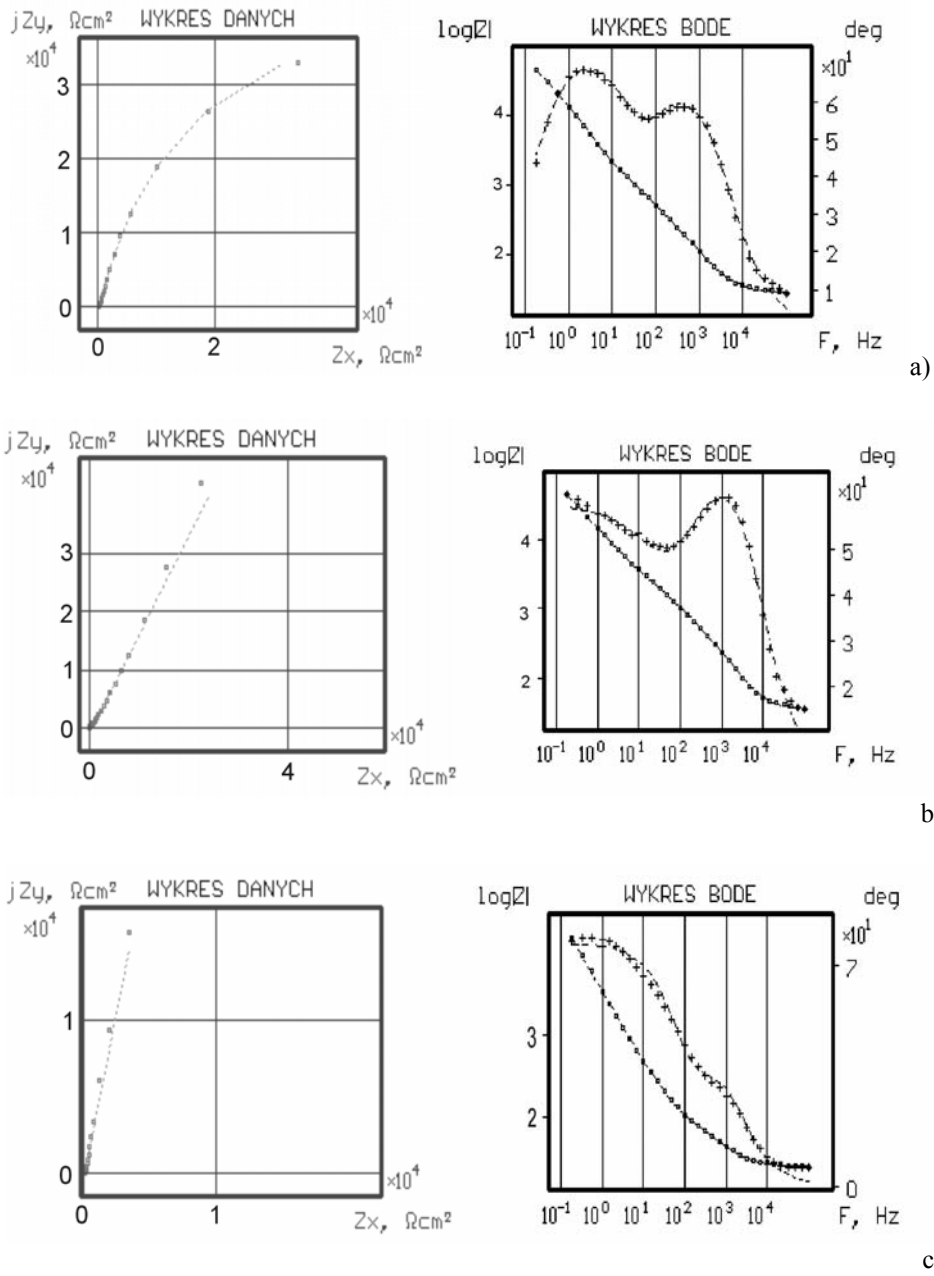 jZy, Ωcm² WYKRES DANYCH
×10⁴
3
2
1
0
×10⁴
0 2
Zx, Ωcm²
log|Z| WYKRES BODE deg
×10¹
4
3
2
6
5
4
3
2
1
10⁻¹ 10⁰ 10¹ 10² 10³ 10⁴ F, Hz
a)
jZy, Ωcm² WYKRES DANYCH
×10⁴
3
2
1
0
×10⁴
0 4
Zx, Ωcm²
log|Z| WYKRES BODE deg
×10¹
4
3
2
5
4
3
2
10⁻¹ 10⁰ 10¹ 10² 10³ 10⁴ F, Hz
b
jZy, Ωcm² WYKRES DANYCH
×10⁴
1
0
×10⁴
0 1
Zx, Ωcm²
log|Z| WYKRES BODE deg
×10¹
3
2
7
0
10⁻¹ 10⁰ 10¹ 10² 10³ 10⁴ F, Hz
c